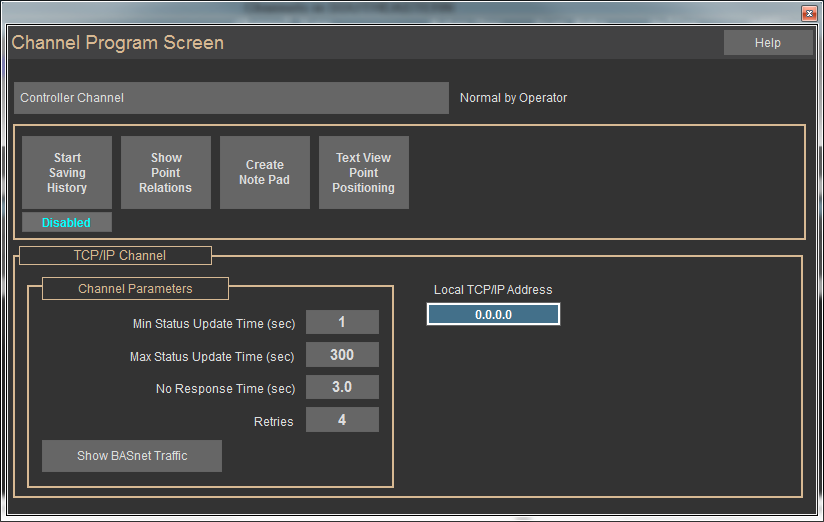 Channel Program Screen
Help
Controller Channel
Normal by Operator
Start
Saving
History
Show
Point
Relations
Create
Note Pad
Text View
Point
Positioning
Disabled
TCP/IP Channel
Channel Parameters
Local TCP/IP Address
0.0.0.0
Min Status Update Time (sec)
1
Max Status Update Time (sec)
300
No Response Time (sec)
3.0
Retries
4
Show BASnet Traffic